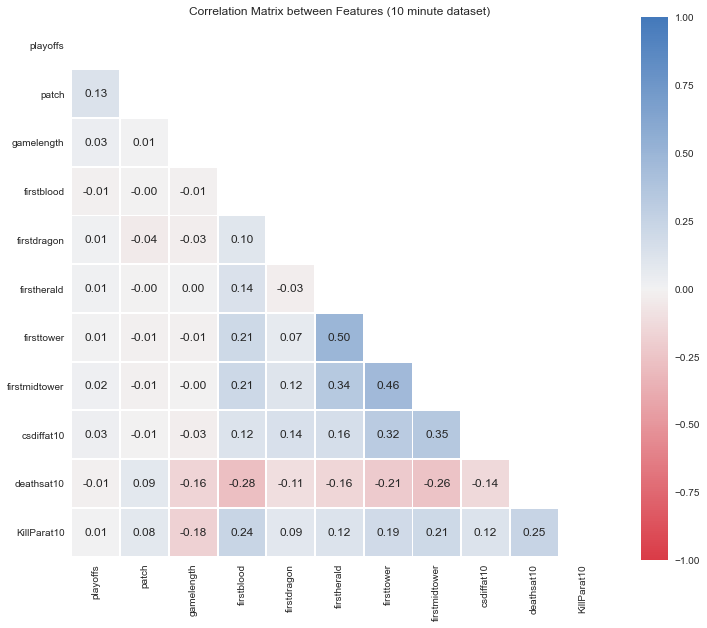 Correlation Matrix between Features (10 minute dataset)
playoffs
patch 0.13
gamelength 0.03 0.01
firstblood -0.01 -0.00 -0.01
firstdragon 0.01 -0.04 -0.03 0.10
firstherald 0.01 -0.00 0.00 0.14 -0.03
firsttower 0.01 -0.01 -0.01 0.21 0.07 0.50
firstmidtower 0.02 -0.01 -0.00 0.21 0.12 0.34 0.46
csdiffat10 0.03 -0.01 -0.03 0.12 0.14 0.16 0.32 0.35
deathsat10 -0.01 0.09 -0.16 -0.28 -0.11 -0.16 -0.21 -0.26 -0.14
KillParat10 0.01 0.08 -0.18 0.24 0.09 0.12 0.19 0.21 0.12 0.25
playoffs patch gamelength firstblood firstdragon firstherald firsttower firstmidtower csdiffat10 deathsat10 KillParat10
1.00
0.75
0.50
0.25
0.00
−0.25
−0.50
−0.75
−1.00